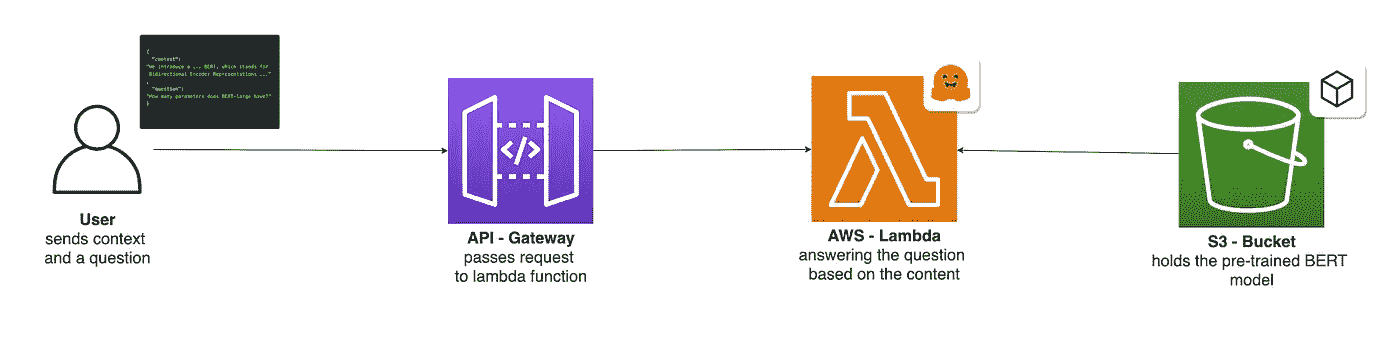 {
"context":
"We introduce a ... BERT, which stands for
Bidirectional Encoder Representations ..."
,
"question":
"How many parameters does BERT-large have?"
}
</>
User
sends context
and a question
API - Gateway
passes request
to lambda function
AWS - Lambda
answering the question
based on the content
S3 - Bucket
holds the pre-trained BERT
model